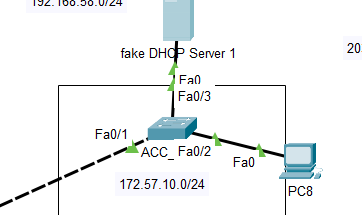 192.168.58.0/24
fake DHCP Server 1
20
Fa0
Fa0/3
Fa0/1
ACC_
Fa0/2
Fa0
172.57.10.0/24
PC8